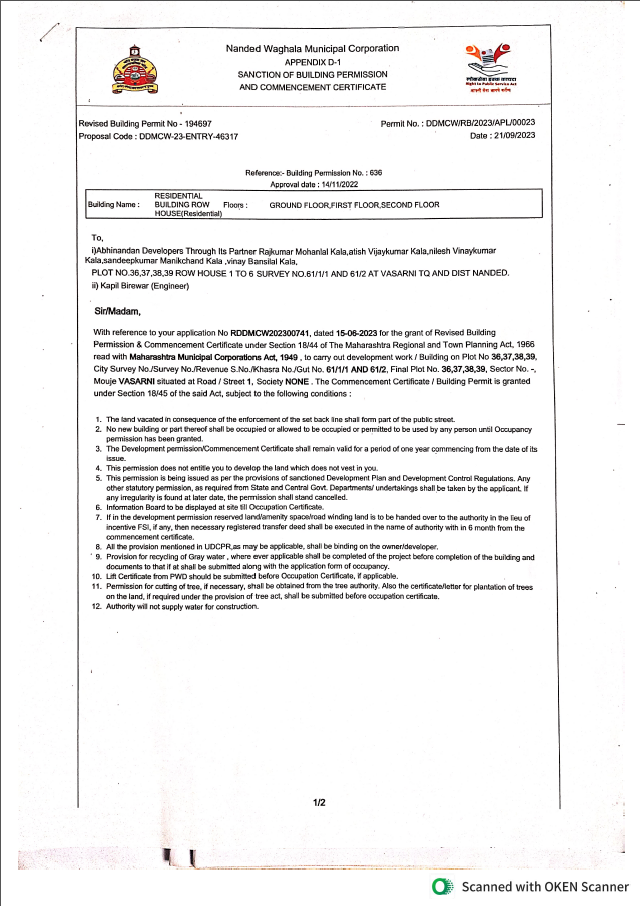 Nanded Waghala Municipal Corporation
APPENDIX D-1
SANCTION OF BUILDING PERMISSION
AND COMMENCEMENT CERTIFICATE
Right to Public Service Act
Revised Building Permit No - 194697
Permit No. : DDMCW/RB/2023/APL/00023
Proposal Code : DDMCW-23-ENTRY-46317
Date : 21/09/2023
Reference:- Building Permission No. : 636
Approval date : 14/11/2022
Building Name :
RESIDENTIAL
BUILDING ROW
HOUSE(Residential)
Floors :
GROUND FLOOR,FIRST FLOOR,SECOND FLOOR
To,
i)Abhinandan Developers Through Its Partner Rajkumar Mohanlal Kala,atish Vijaykumar Kala,nilesh Vinaykumar
Kala,sandeepkumar Manikchand Kala ,vinay Bansilal Kala,
PLOT NO.36,37,38,39 ROW HOUSE 1 TO 6 SURVEY NO.61/1/1 AND 61/2 AT VASARNI TQ AND DIST NANDED.
ii) Kapil Birewar (Engineer)
Sir/Madam,
With reference to your application No RDDMCW202300741, dated 15-06-2023 for the grant of Revised Building
Permission & Commencement Certificate under Section 18/44 of The Maharashtra Regional and Town Planning Act, 1966
read with Maharashtra Municipal Corporations Act, 1949 , to carry out development work / Building on Plot No 36,37,38,39,
City Survey No./Survey No./Revenue S.No./Khasra No./Gut No. 61/1/1 AND 61/2, Final Plot No. 36,37,38,39, Sector No. -,
Mouje VASARNI situated at Road / Street 1, Society NONE . The Commencement Certificate / Building Permit is granted
under Section 18/45 of the said Act, subject to the following conditions :
1. The land vacated in consequence of the enforcement of the set back line shall form part of the public street.
2. No new building or part thereof shall be occupied or allowed to be occupied or permitted to be used by any person until Occupancy
permission has been granted.
3. The Development permission/Commencement Certificate shall remain valid for a period of one year commencing from the date of its
issue.
4. This permission does not entitle you to develop the land which does not vest in you.
5. This permission is being issued as per the provisions of sanctioned Development Plan and Development Control Regulations. Any
other statutory permission, as required from State and Central Govt. Departments/ undertakings shall be taken by the applicant. If
any irregularity is found at later date, the permission shall stand cancelled.
6. Information Board to be displayed at site till Occupation Certificate.
7. If in the development permission reserved land/amenity space/road winding land is to be handed over to the authority in the lieu of
incentive FSI, if any, then necessary registered transfer deed shall be executed in the name of authority with in 6 month from the
commencement certificate.
8. All the provision mentioned in UDCPR,as may be applicable, shall be binding on the owner/developer.
9. Provision for recycling of Gray water , where ever applicable shall be completed of the project before completion of the building and
documents to that if at shall be submitted along with the application form of occupancy.
10. Lift Certificate from PWD should be submitted before Occupation Certificate, if applicable.
11. Permission for cutting of tree, if necessary, shall be obtained from the tree authority. Also the certificate/letter for plantation of trees
on the land, if required under the provision of tree act, shall be submitted before occupation certificate.
12. Authority will not supply water for construction.
1/2
Scanned with OKEN Scanner